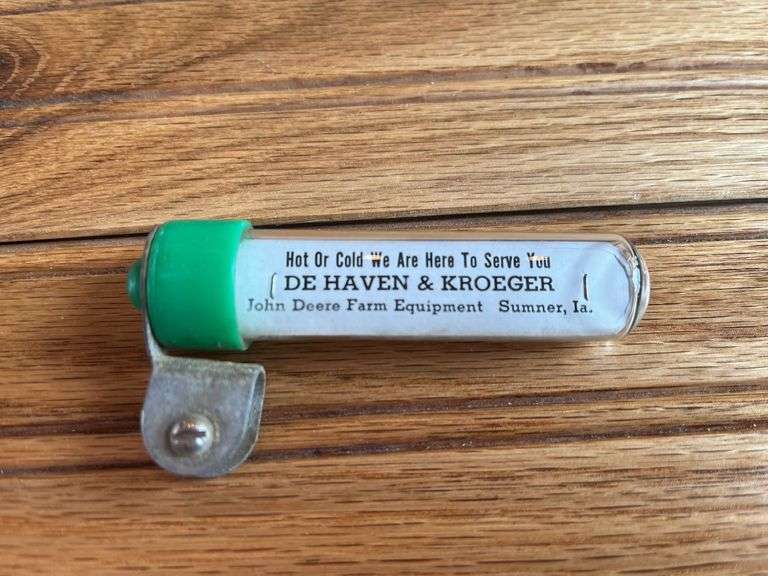 Hot Or Cold We Are Here To Serve You
DE HAVEN & KROEGER
John Deere Farm Equipment Sumner, Ia.